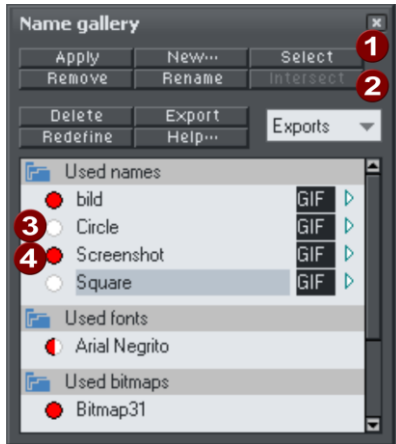 Name gallery
Apply New... Select 1
Remove Rename Intersect 2
Delete Export
Redefine Help... Exports
Used names
bild GIF
3 Circle GIF
4 Screenshot GIF
Square GIF
Used fonts
Arial Negrito
Used bitmaps
Bitmap31